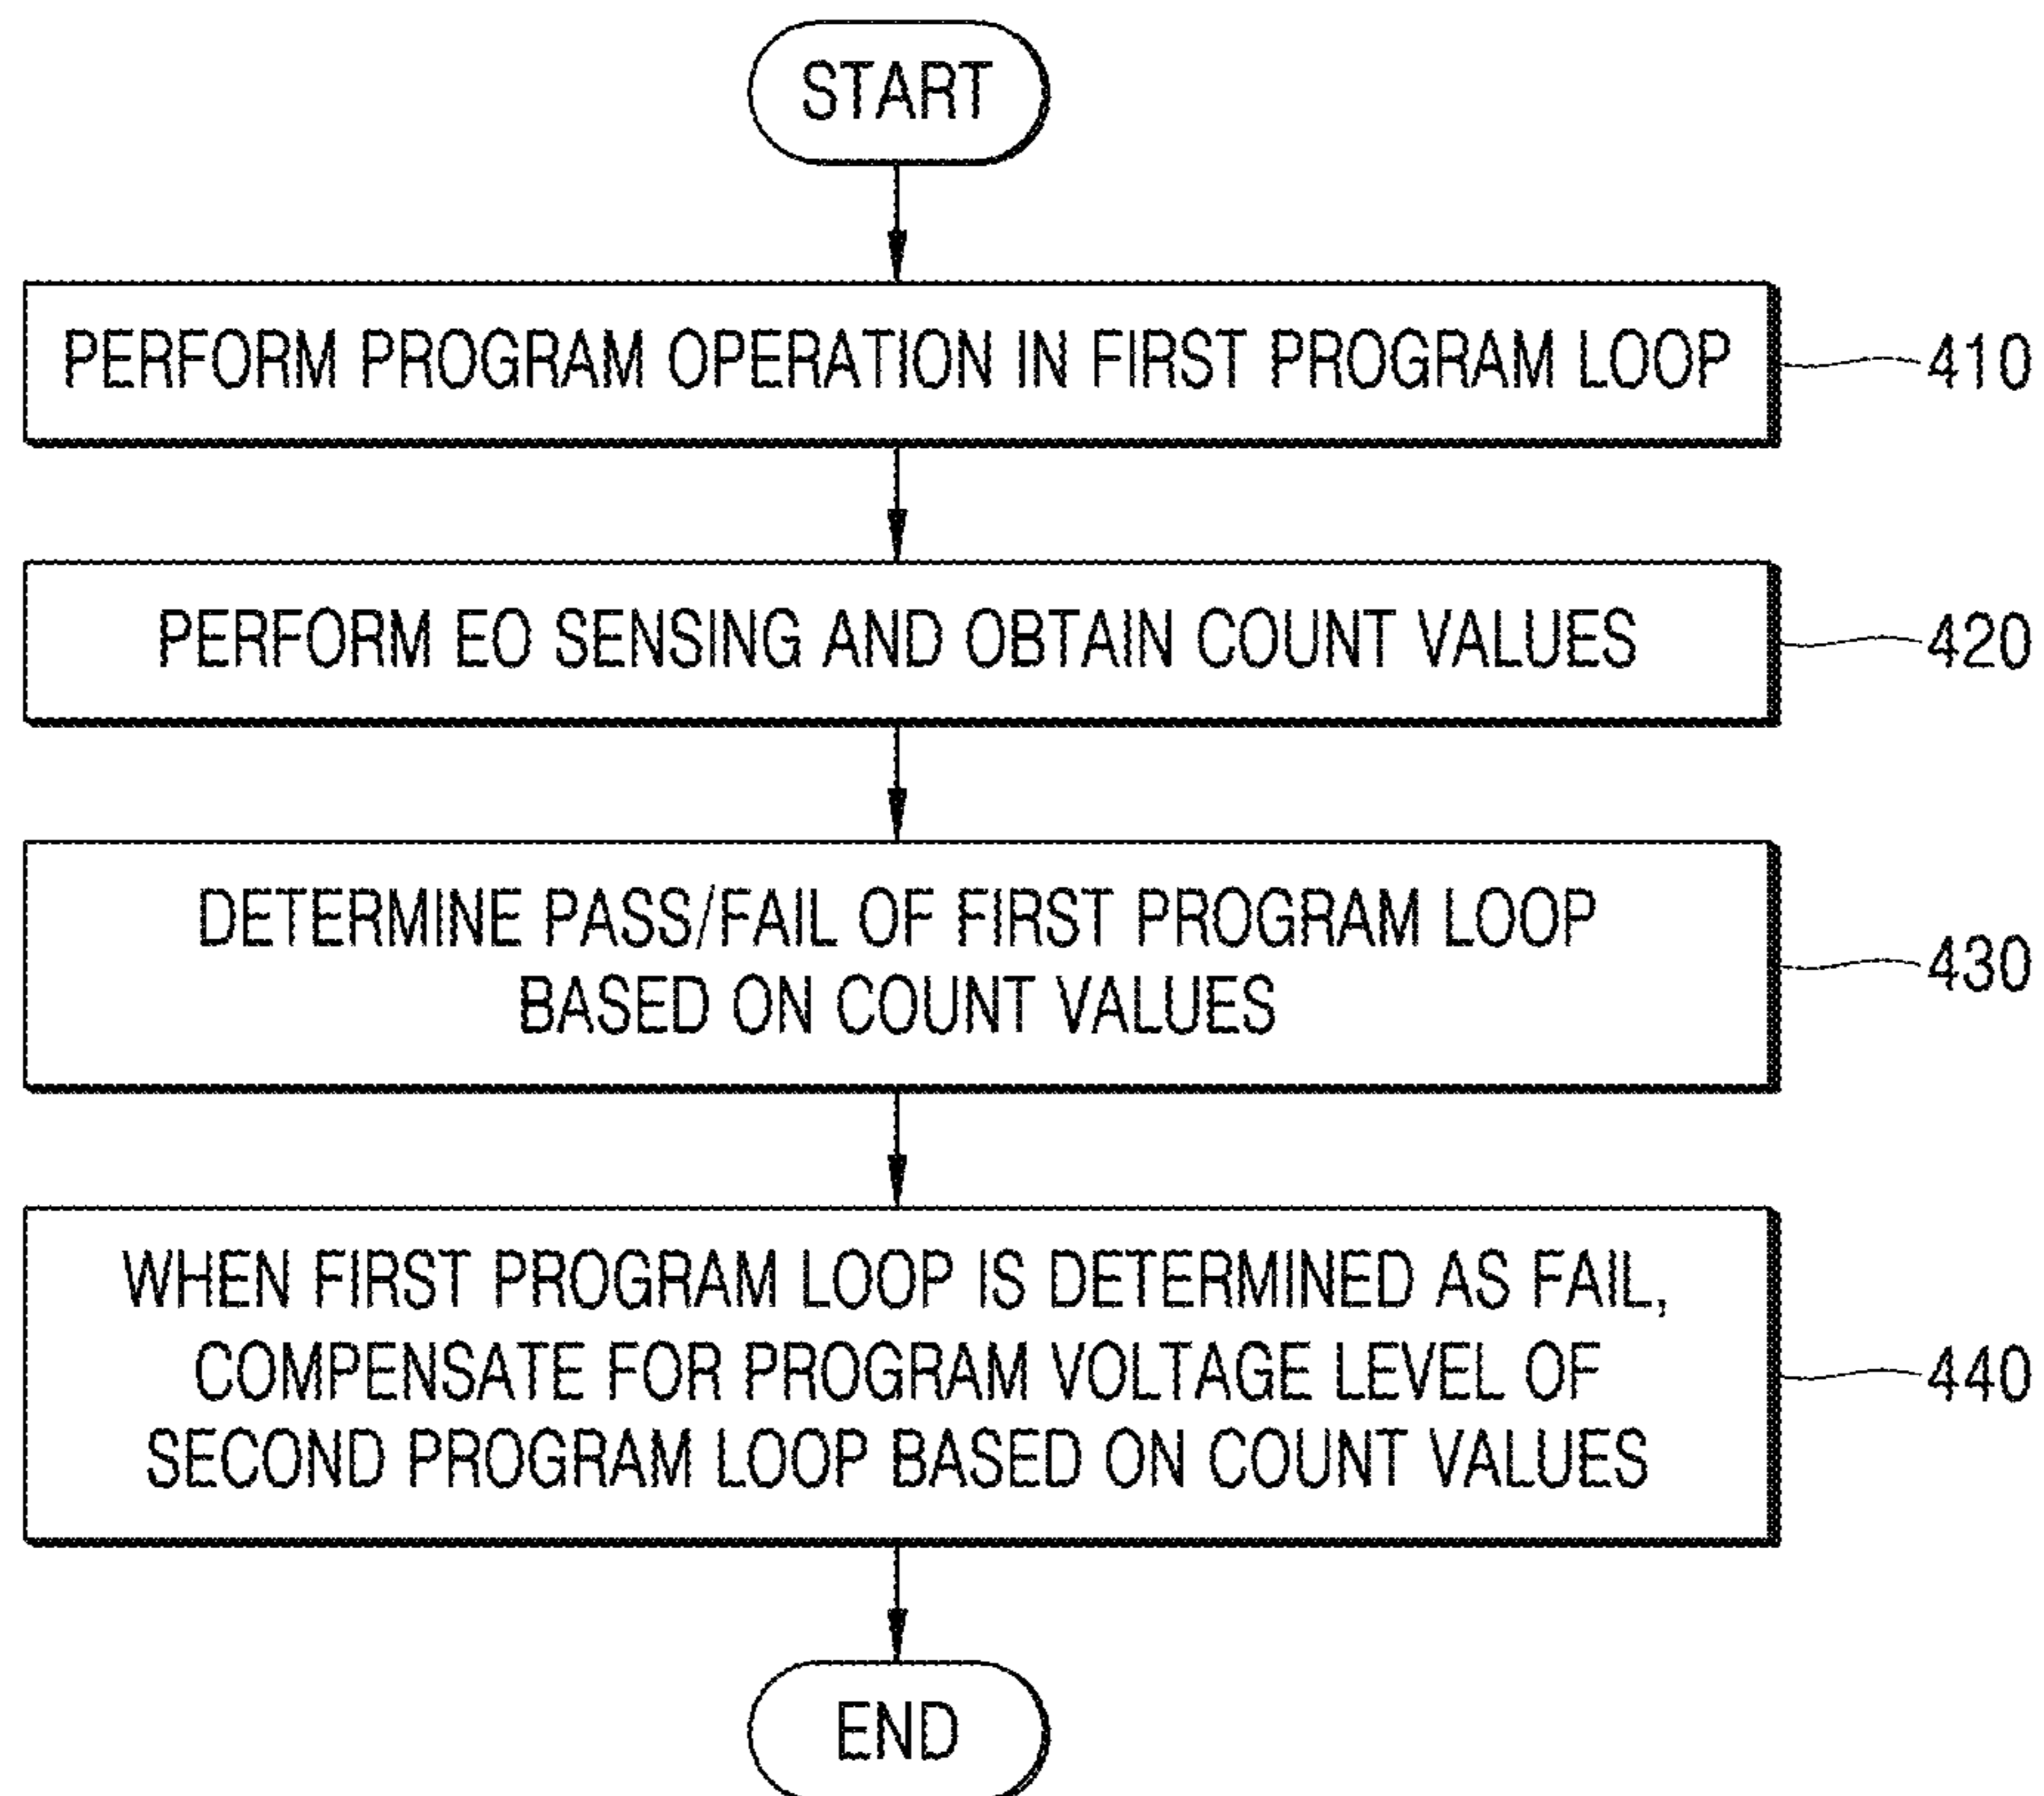 START
PERFORM PROGRAM OPERATION IN FIRST PROGRAM LOOP
410
PERFORM EO SENSING AND OBTAIN COUNT VALUES
420
DETERMINE PASS/FAIL OF FIRST PROGRAM LOOP
BASED ON COUNT VALUES
430
WHEN FIRST PROGRAM LOOP IS DETERMINED AS FAIL,
COMPENSATE FOR PROGRAM VOLTAGE LEVEL OF
SECOND PROGRAM LOOP BASED ON COUNT VALUES
440
END